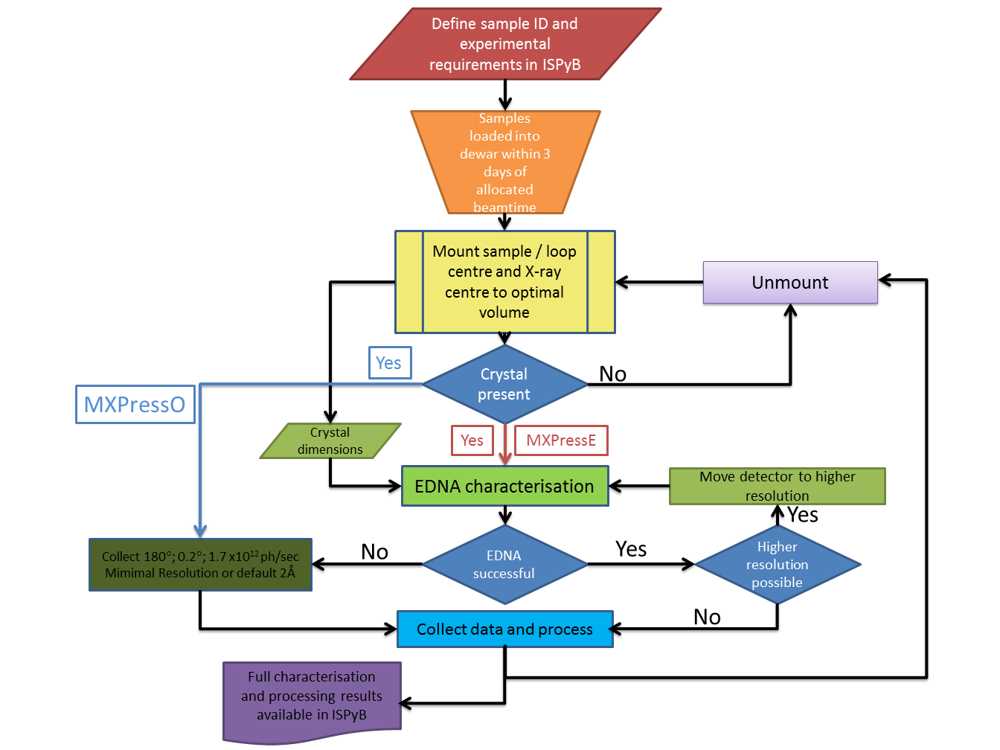 Define sample ID and
experimental
requirements in ISPyB
Samples
loaded into
dewar within 3
days of
allocated
beamtime
Mount sample / loop
centre and X-ray
centre to optimal
volume
Unmount
Yes
Crystal
present
No
MXPressO
Crystal
dimensions
Yes
MXPressE
EDNA characterisation
Move detector to higher
resolution
Yes
Collect 180°; 0.2°; 1.7 x10¹² ph/sec
Mimimal Resolution or default 2Å
No
EDNA
successful
Yes
Higher
resolution
possible
No
Collect data and process
Full characterisation
and processing results
available in ISPyB